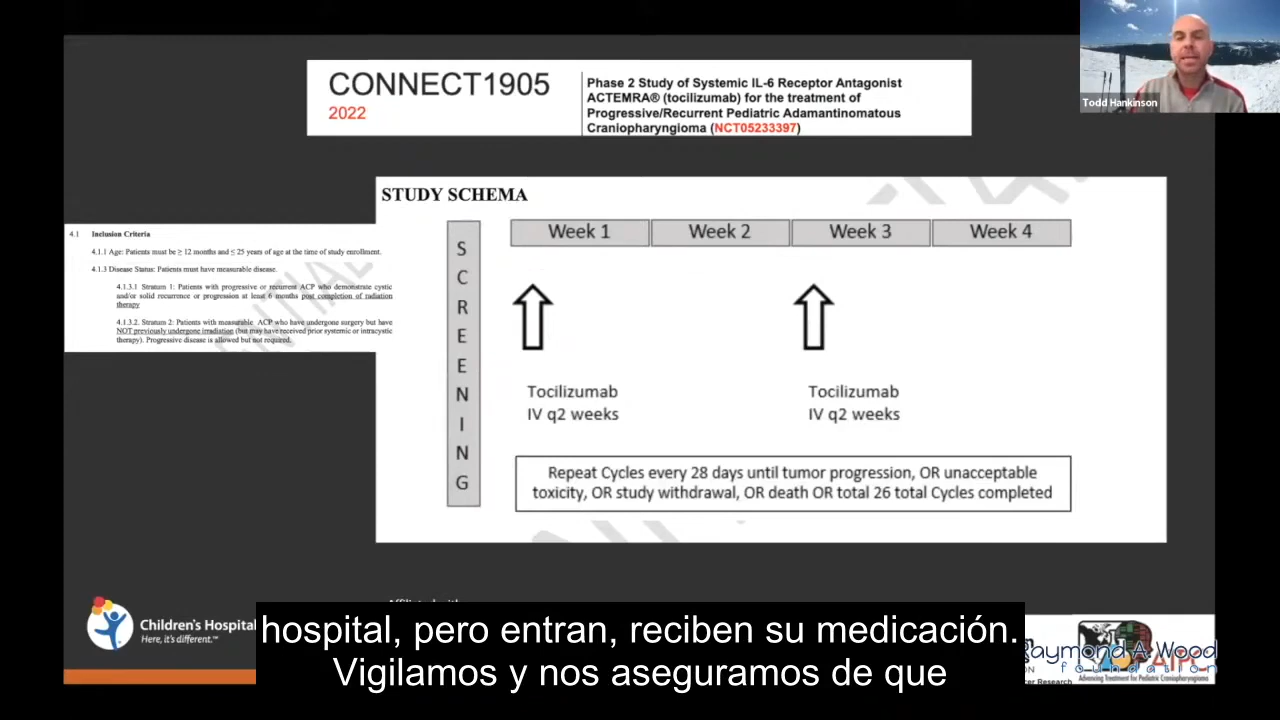 CONNECT1905
2022
Phase 2 Study of Systemic IL-6 Receptor Antagonist
ACTEMRA® (tocilizumab) for the treatment of
Progressive/Recurrent Pediatric Adamantinomatous
Craniopharyngioma (NCT05233397)
Todd Hankinson
STUDY SCHEMA
4.1 Inclusion Criteria
4.1.1 Age: Patients must be ≥ 12 months and ≤ 25 years of age at the time of study enrollment.
4.1.3 Disease Status: Patients must have measurable disease.
4.1.3.1 Stratum 1: Patients with progressive or recurrent ACP who demonstrate cystic
and/or solid recurrence or progression at least 6 months post completion of radiation
therapy
4.1.3.2. Stratum 2: Patients with measurable ACP who have undergone surgery but have
NOT previously undergone irradiation (but may have received prior systemic or intracystic
therapy). Progressive disease is allowed but not required.
SCREENING
Week 1 Week 2 Week 3 Week 4
Tocilizumab
IV q2 weeks
Tocilizumab
IV q2 weeks
Repeat Cycles every 28 days until tumor progression, OR unacceptable
toxicity, OR study withdrawal, OR death OR total 26 total Cycles completed
Children's Hospital
Here, it's different.™
hospital, pero entran, reciben su medicación.
Vigilamos y nos aseguramos de que
Raymond A Wood
foundation
Advancing Treatment for Pediatric Craniopharyngioma